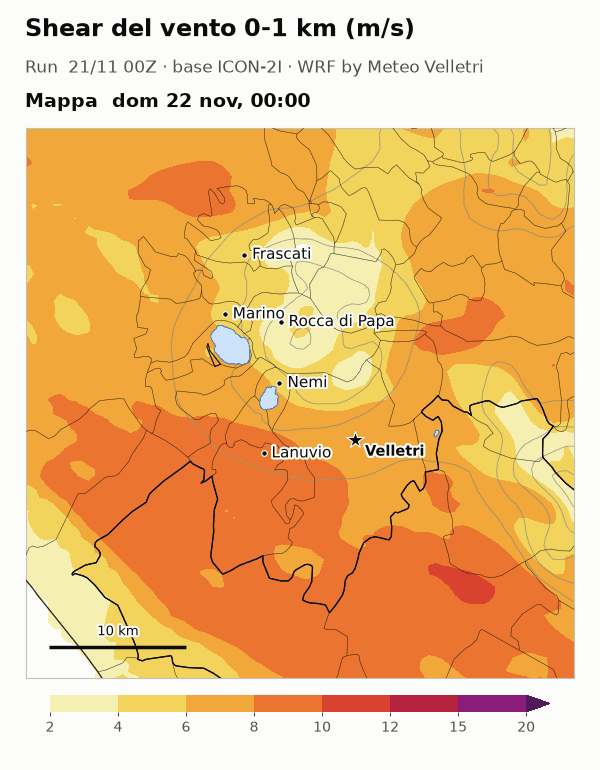 Shear del vento 0-1 km (m/s)
Run  21/11 00Z · base ICON-2I · WRF by Meteo Velletri
Mappa  dom 22 nov, 00:00
Frascati
Marino
Rocca di Papa
Nemi
Velletri
Lanuvio
10 km
2 4 6 8 10 12 15 20